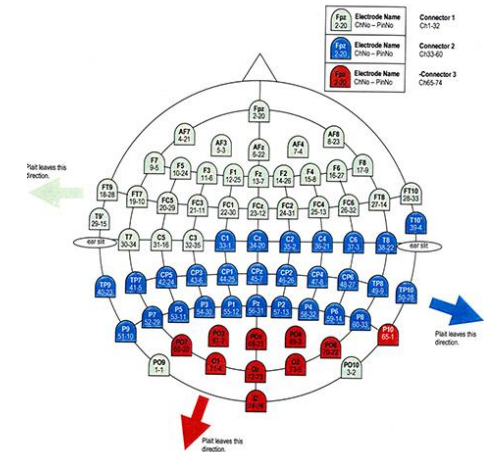 Fpz
2-20
Electrode Name
ChNo – PinNo
Connector 1
Ch1-32
Fpz
2-20
Electrode Name
ChNo – PinNo
Connector 2
Ch33-60
Fpz
2-20
Electrode Name
ChNo – PinNo
-Connector 3
Ch65-74
Fpz
2-20
AF7
4-21
AF3
5-3
AFz
6-22
AF4
7-4
AF8
8-23
F7
9-5
F5
10-24
F3
11-6
F1
12-25
Fz
13-7
F2
14-26
F4
15-8
F6
16-27
F8
17-9
Plait leaves this
direction.
FT9
18-28
FT7
19-10
FC5
20-29
FC3
21-11
FC1
22-30
FCz
23-12
FC2
24-31
FC4
25-13
FC6
26-32
FT8
27-14
FT10
28-33
T9'
29-15
T10'
39-4
ear slit
T7
30-34
C5
31-16
C3
32-35
C1
33-1
Cz
34-20
C2
35-2
C4
36-21
C6
37-3
T8
38-22
ear slit
TP9
40-23
TP7
41-5
CP5
42-24
CP3
43-6
CP1
44-25
CPz
45-7
CP2
46-26
CP4
47-8
CP6
48-27
TP8
49-9
TP10
50-28
P9
51-10
P7
52-29
P5
53-11
P3
54-30
P1
55-12
Pz
56-31
P2
57-13
P4
58-32
P6
59-14
P8
60-33
P10
65-1
Plait leaves this
direction.
PO7
PO3
POz
PO4
PO8
PO9
1-1
O1
Oz
O2
PO10
3-2
Plait leaves this
direction.